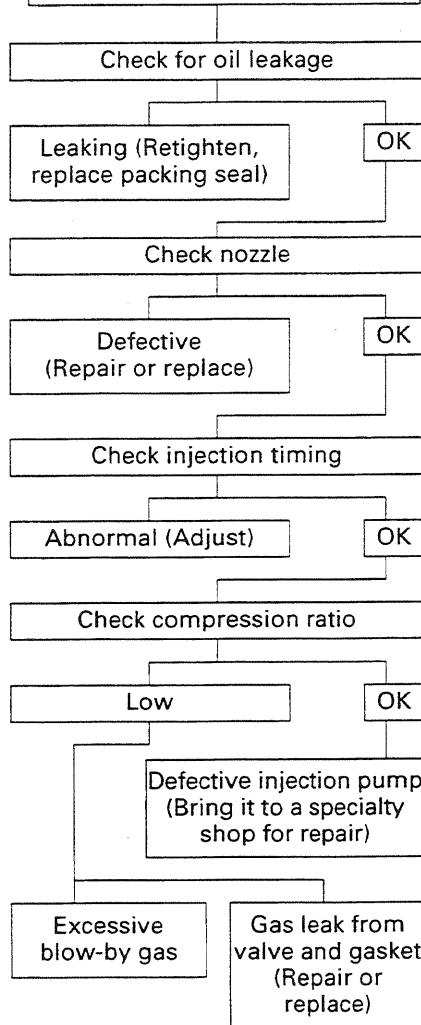 Check for oil leakage
Leaking (Retighten,
replace packing seal)
OK
Check nozzle
Defective
(Repair or replace)
OK
Check injection timing
Abnormal (Adjust)
OK
Check compression ratio
Low
OK
Defective injection pump
(Bring it to a specialty
shop for repair)
Excessive
blow-by gas
Gas leak from
valve and gasket
(Repair or
replace)